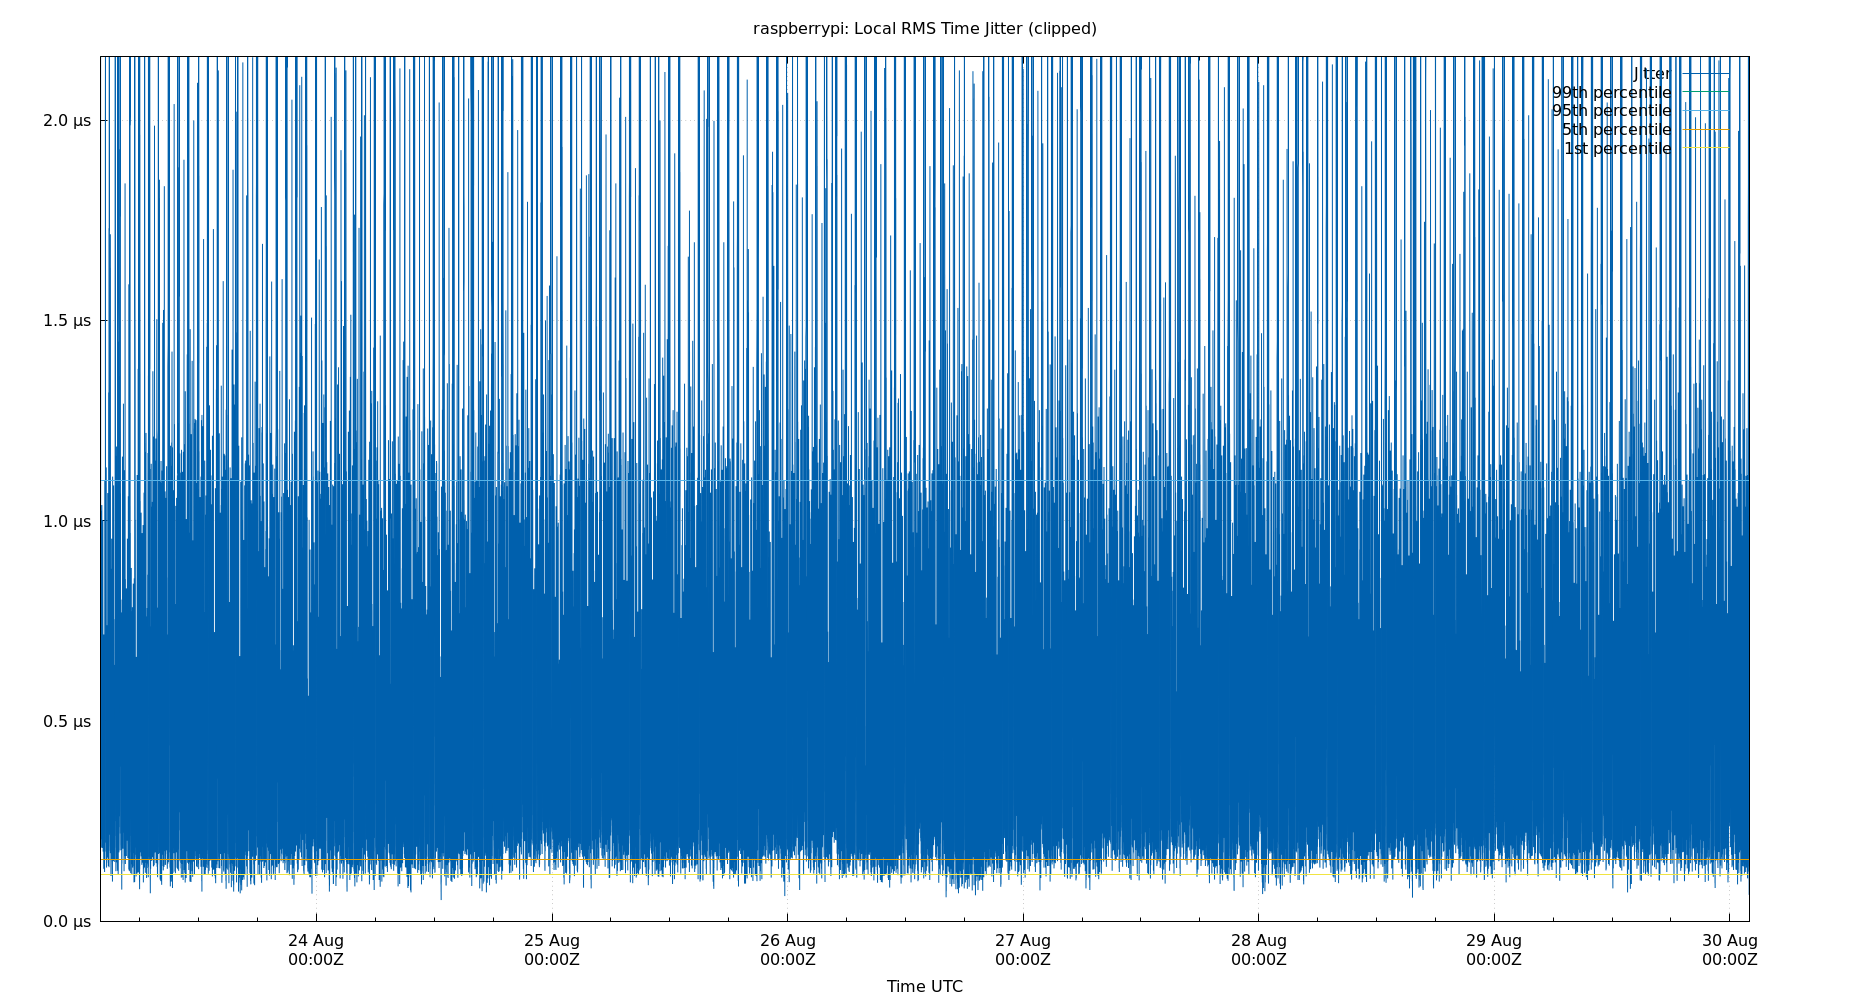 raspberrypi: Local RMS Time Jitter (clipped)
Jitter
99th percentile
95th percentile
5th percentile
1st percentile
2.0 µs
1.5 µs
1.0 µs
0.5 µs
0.0 µs
24 Aug 25 Aug 26 Aug 27 Aug 28 Aug 29 Aug 30 Aug
00:00Z 00:00Z 00:00Z 00:00Z 00:00Z 00:00Z 00:00Z
Time UTC